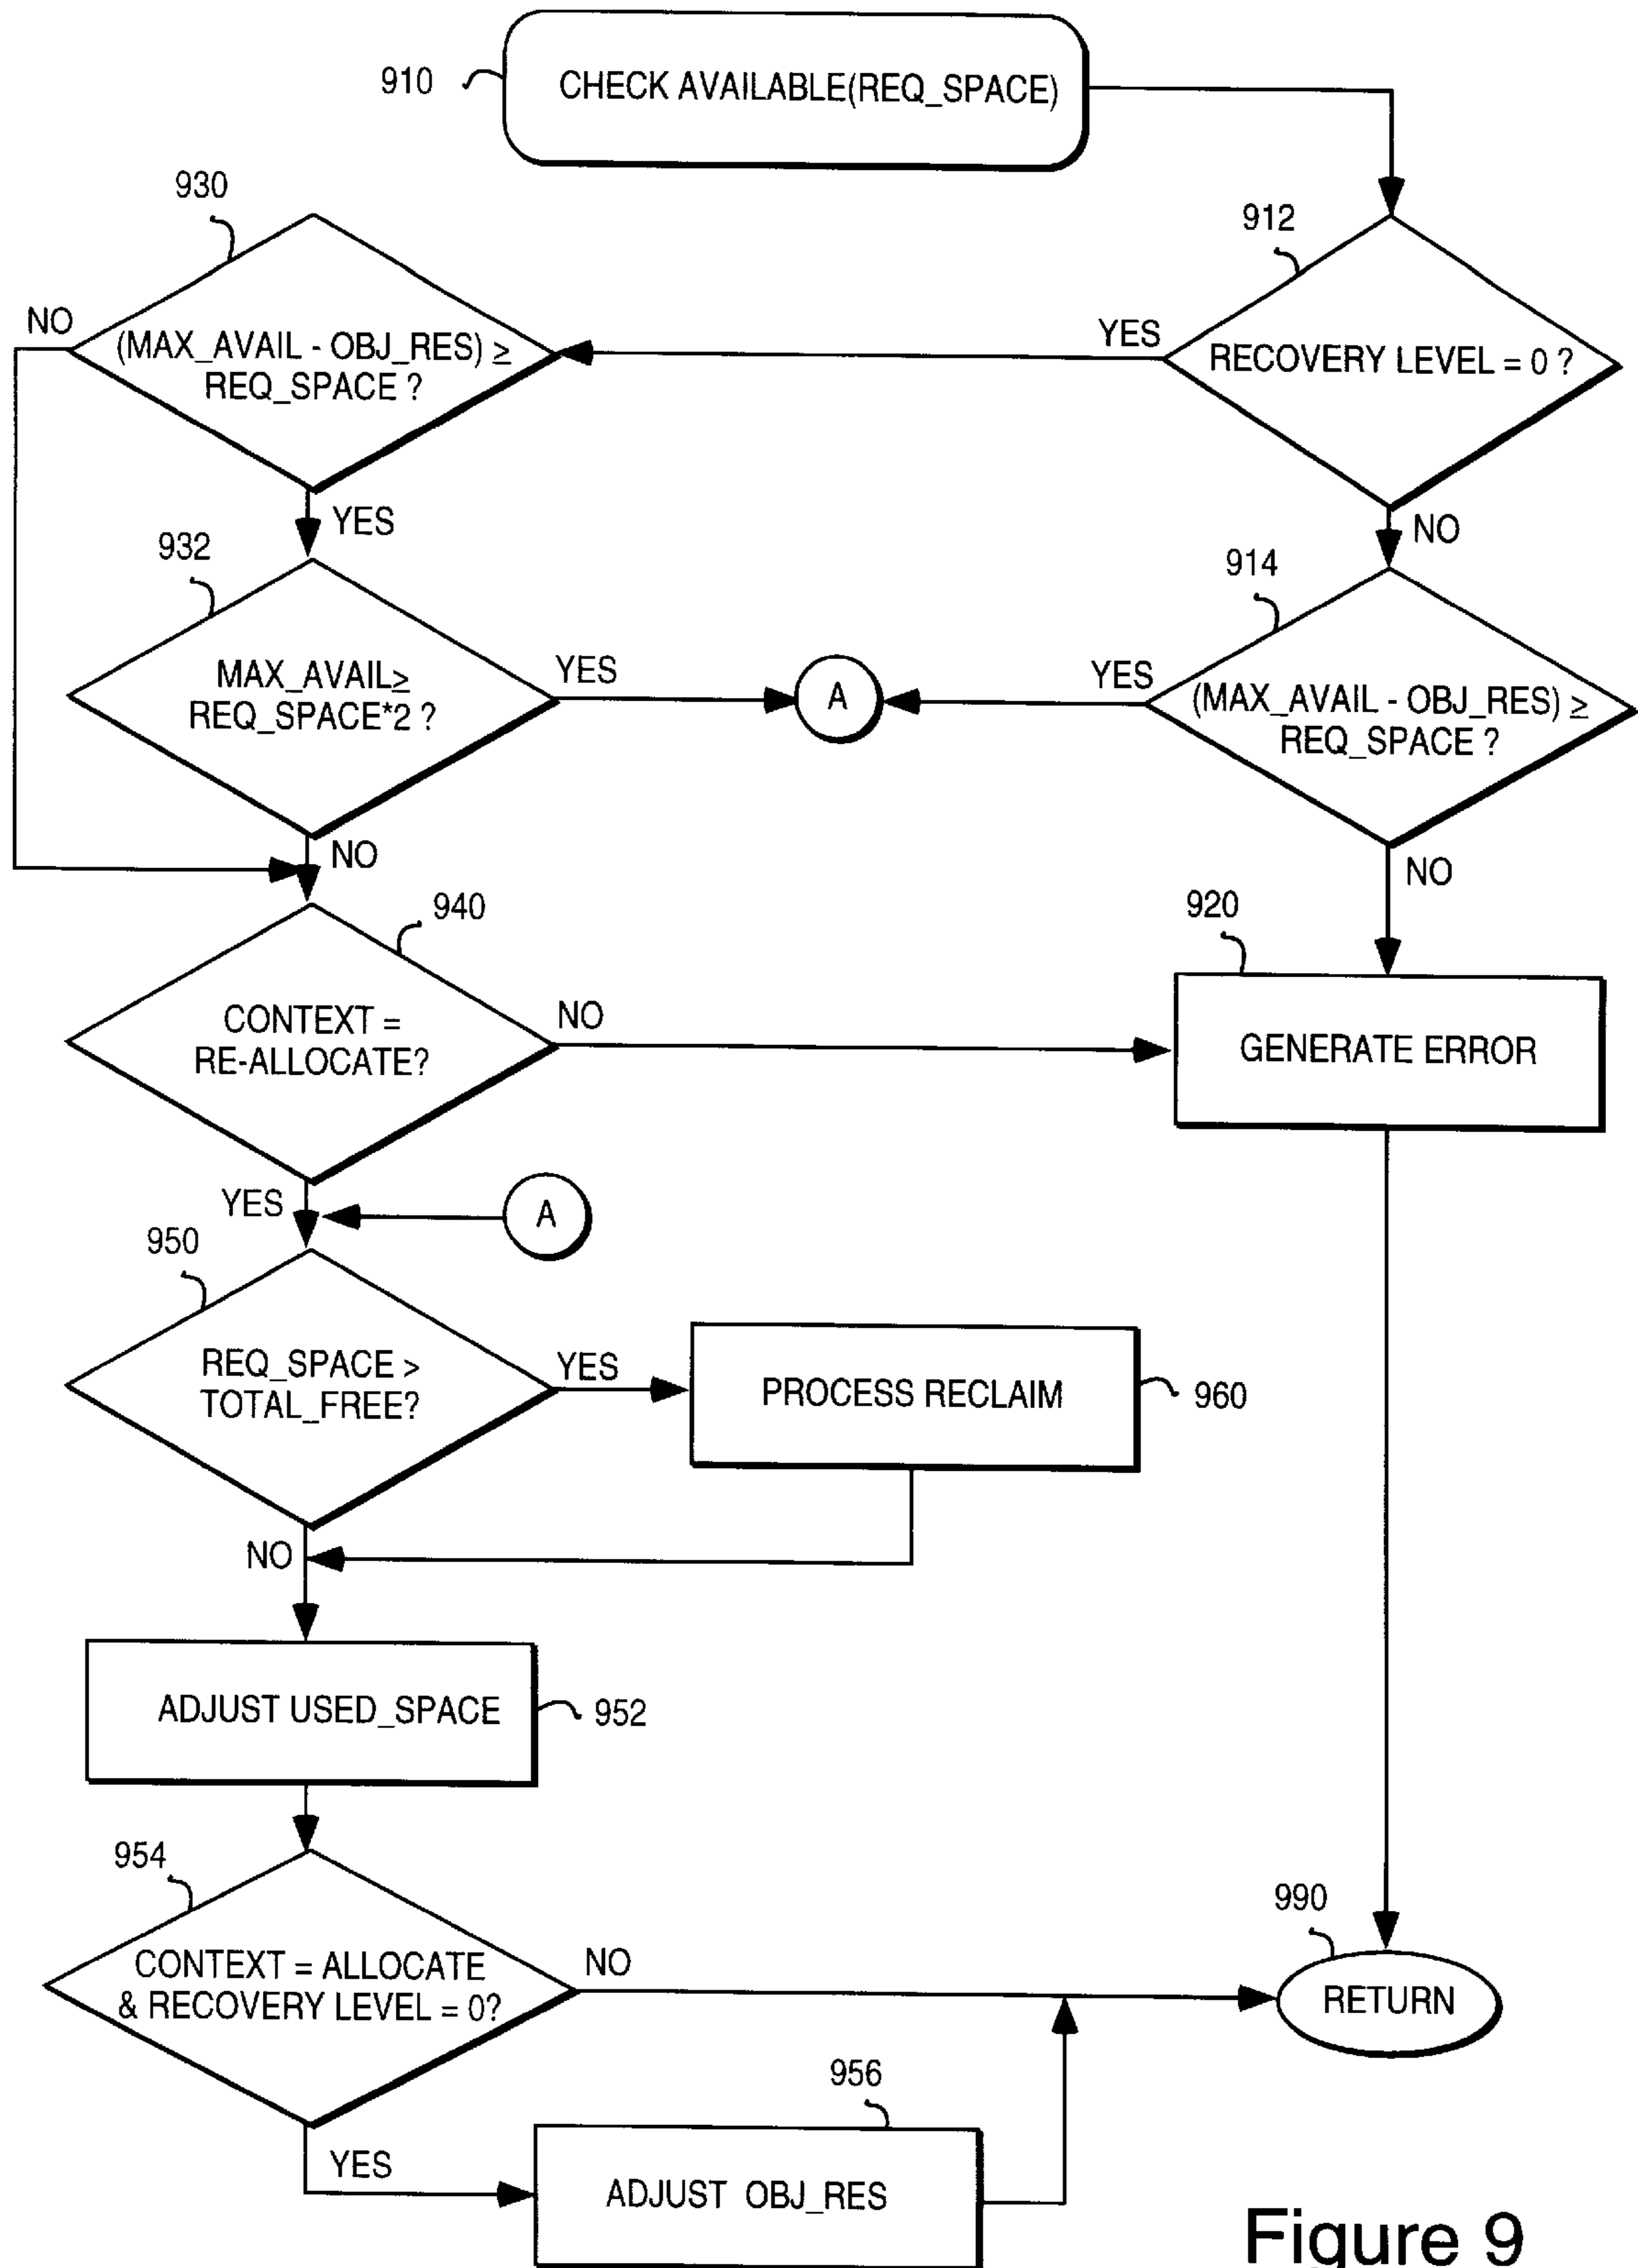 910
CHECK AVAILABLE(REQ_SPACE)
930
912
NO
(MAX_AVAIL - OBJ_RES) ≥
REQ_SPACE ?
YES
RECOVERY LEVEL = 0 ?
YES
NO
932
914
MAX_AVAIL≥
REQ_SPACE*2 ?
YES
A
YES
(MAX_AVAIL - OBJ_RES) ≥
REQ_SPACE ?
NO
NO
940
920
CONTEXT =
RE-ALLOCATE?
NO
GENERATE ERROR
YES
A
950
REQ_SPACE >
TOTAL_FREE?
YES
PROCESS RECLAIM
960
NO
ADJUST USED_SPACE
952
954
990
CONTEXT = ALLOCATE
& RECOVERY LEVEL = 0?
NO
RETURN
956
YES
ADJUST OBJ_RES
Figure 9